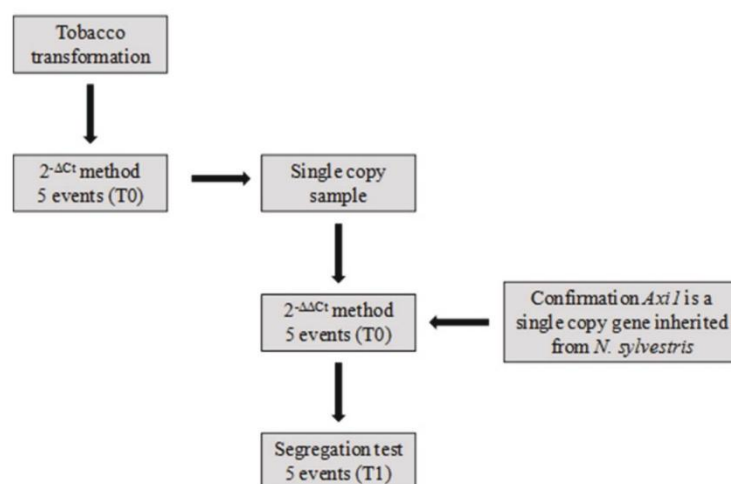 Tobacco
transformation
2-ΔCt method
5 events (T0)
Single copy
sample
2-ΔΔCt method
5 events (T0)
Confirmation Axi1 is a
single copy gene inherited
from N. sylvestris
Segregation test
5 events (T1)